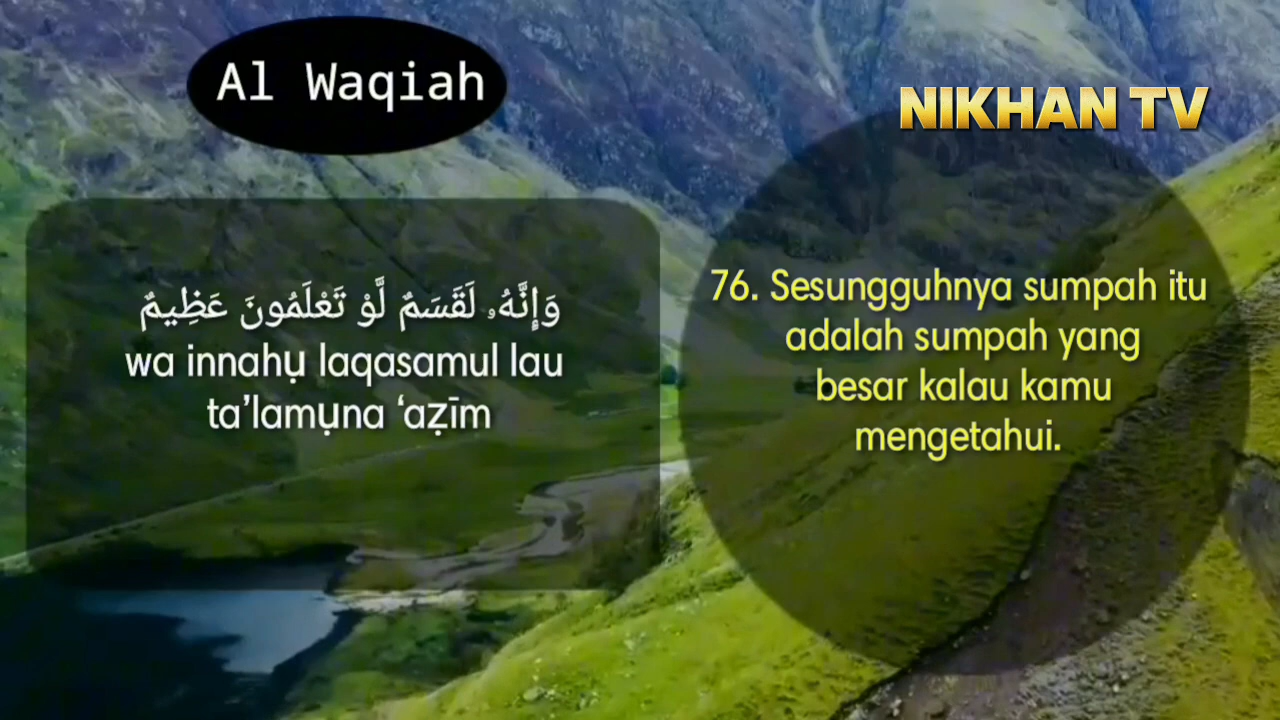 Al Waqiah
NIKHAN TV
وَإِنَّهُۥ لَقَسَمٌ لَّوْ تَعْلَمُونَ عَظِيمٌ
wa innahụ laqasamul lau
ta’lamụna ‘aẓīm
76. Sesungguhnya sumpah itu
adalah sumpah yang
besar kalau kamu
mengetahui.